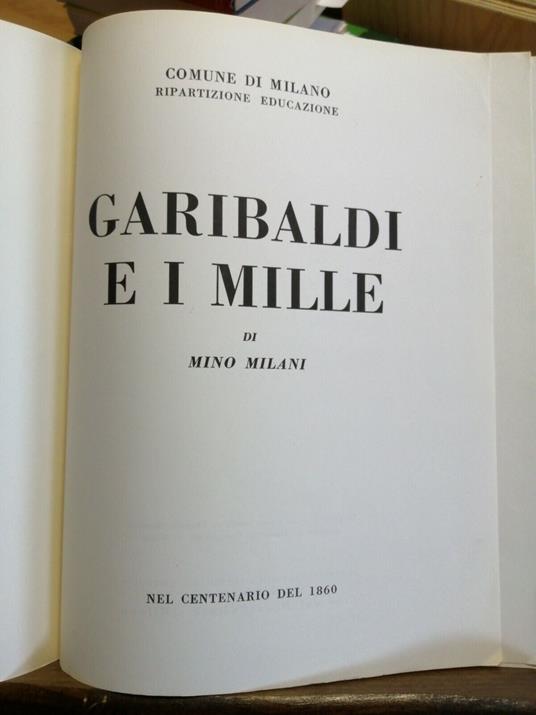 COMUNE DI MILANO
RIPARTIZIONE EDUCAZIONE
GARIBALDI
E I MILLE
DI
MINO MILANI
NEL CENTENARIO DEL 1860